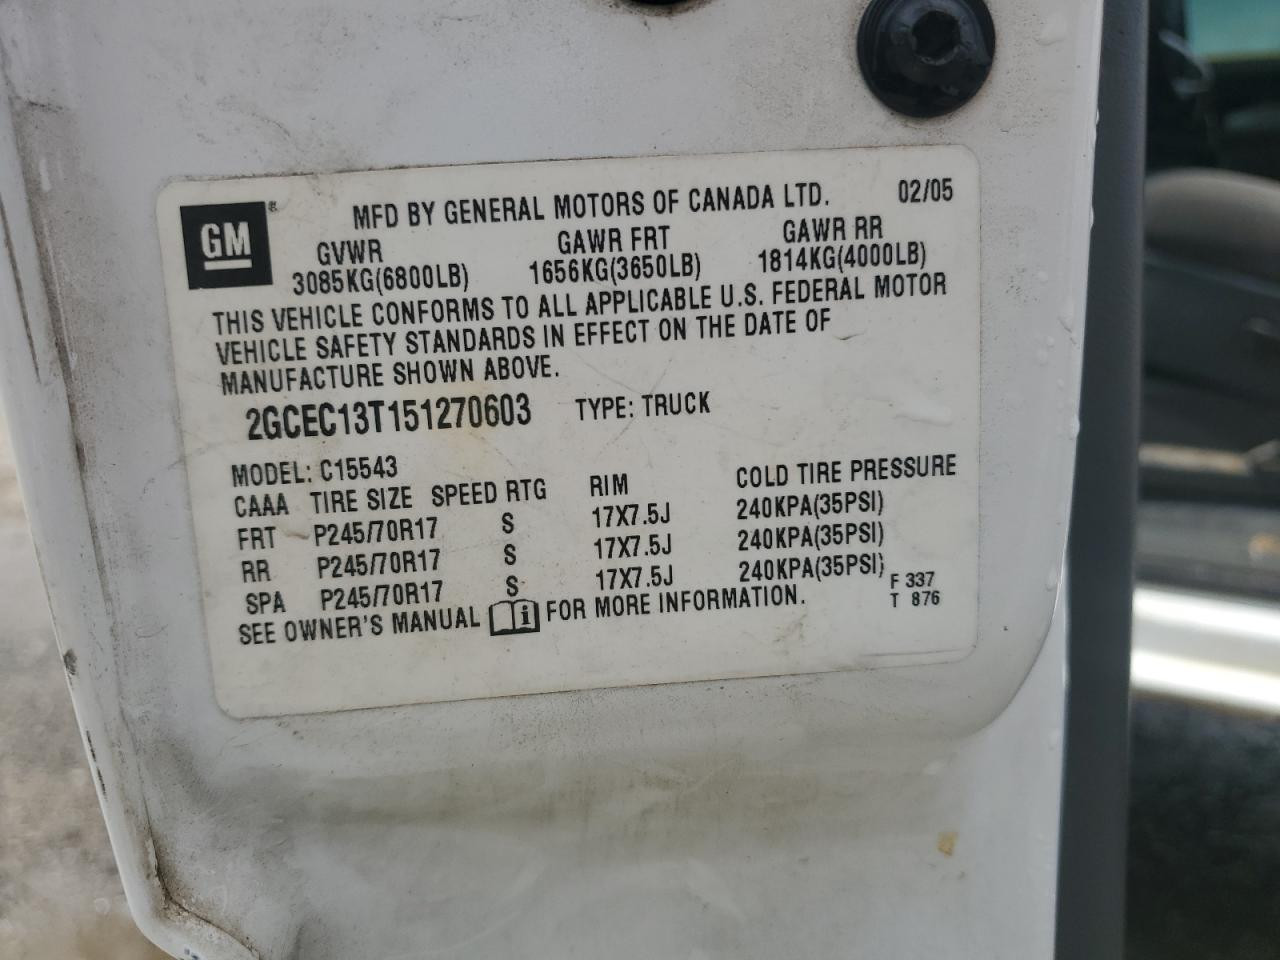 GM ® MFD BY GENERAL MOTORS OF CANADA LTD. 02/05
GVWR GAWR FRT GAWR RR
3085KG(6800LB) 1656KG(3650LB) 1814KG(4000LB)
THIS VEHICLE CONFORMS TO ALL APPLICABLE U.S. FEDERAL MOTOR
VEHICLE SAFETY STANDARDS IN EFFECT ON THE DATE OF
MANUFACTURE SHOWN ABOVE.
2GCEC13T151270603 TYPE: TRUCK
MODEL: C15543
CAAA TIRE SIZE SPEED RTG RIM COLD TIRE PRESSURE
FRT P245/70R17 S 17X7.5J 240KPA(35PSI)
RR P245/70R17 S 17X7.5J 240KPA(35PSI)
SPA P245/70R17 S 17X7.5J 240KPA(35PSI)
F 337
SEE OWNER'S MANUAL i FOR MORE INFORMATION. T 876